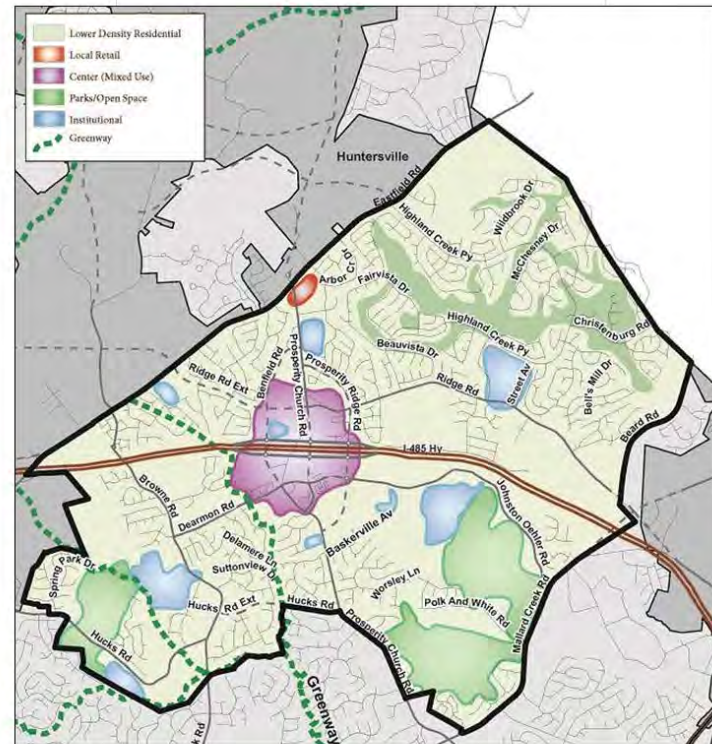 Lower Density Residential
Local Retail
Center (Mixed Use)
Parks/Open Space
Institutional
Greenway
Huntersville
Eastfield Rd
Highland Creek Py
Wildbrook Dr
McChesney Dr
Arbor Cr Dr
Fairvista Dr
Christenburg Rd
Highland Creek Py
Beauvista Dr
Benfield Rd
Prosperity Church Rd
Prosperity Ridge Rd
Ridge Rd Ext
Ridge Rd
Street Av
Bell's Mill Dr
Beard Rd
I-485 Hy
Browne Rd
Dearmon Rd
Baskerville Av
Johnston Oehler Rd
Delamere Ln
Suttonview Dr
Spring Park Dr
Worsley Ln
Polk And White Rd
Mallard Creek Rd
Hucks Rd Ext
Hucks Rd
Hucks Rd
Prosperity Church Rd
Greenway
k Rd